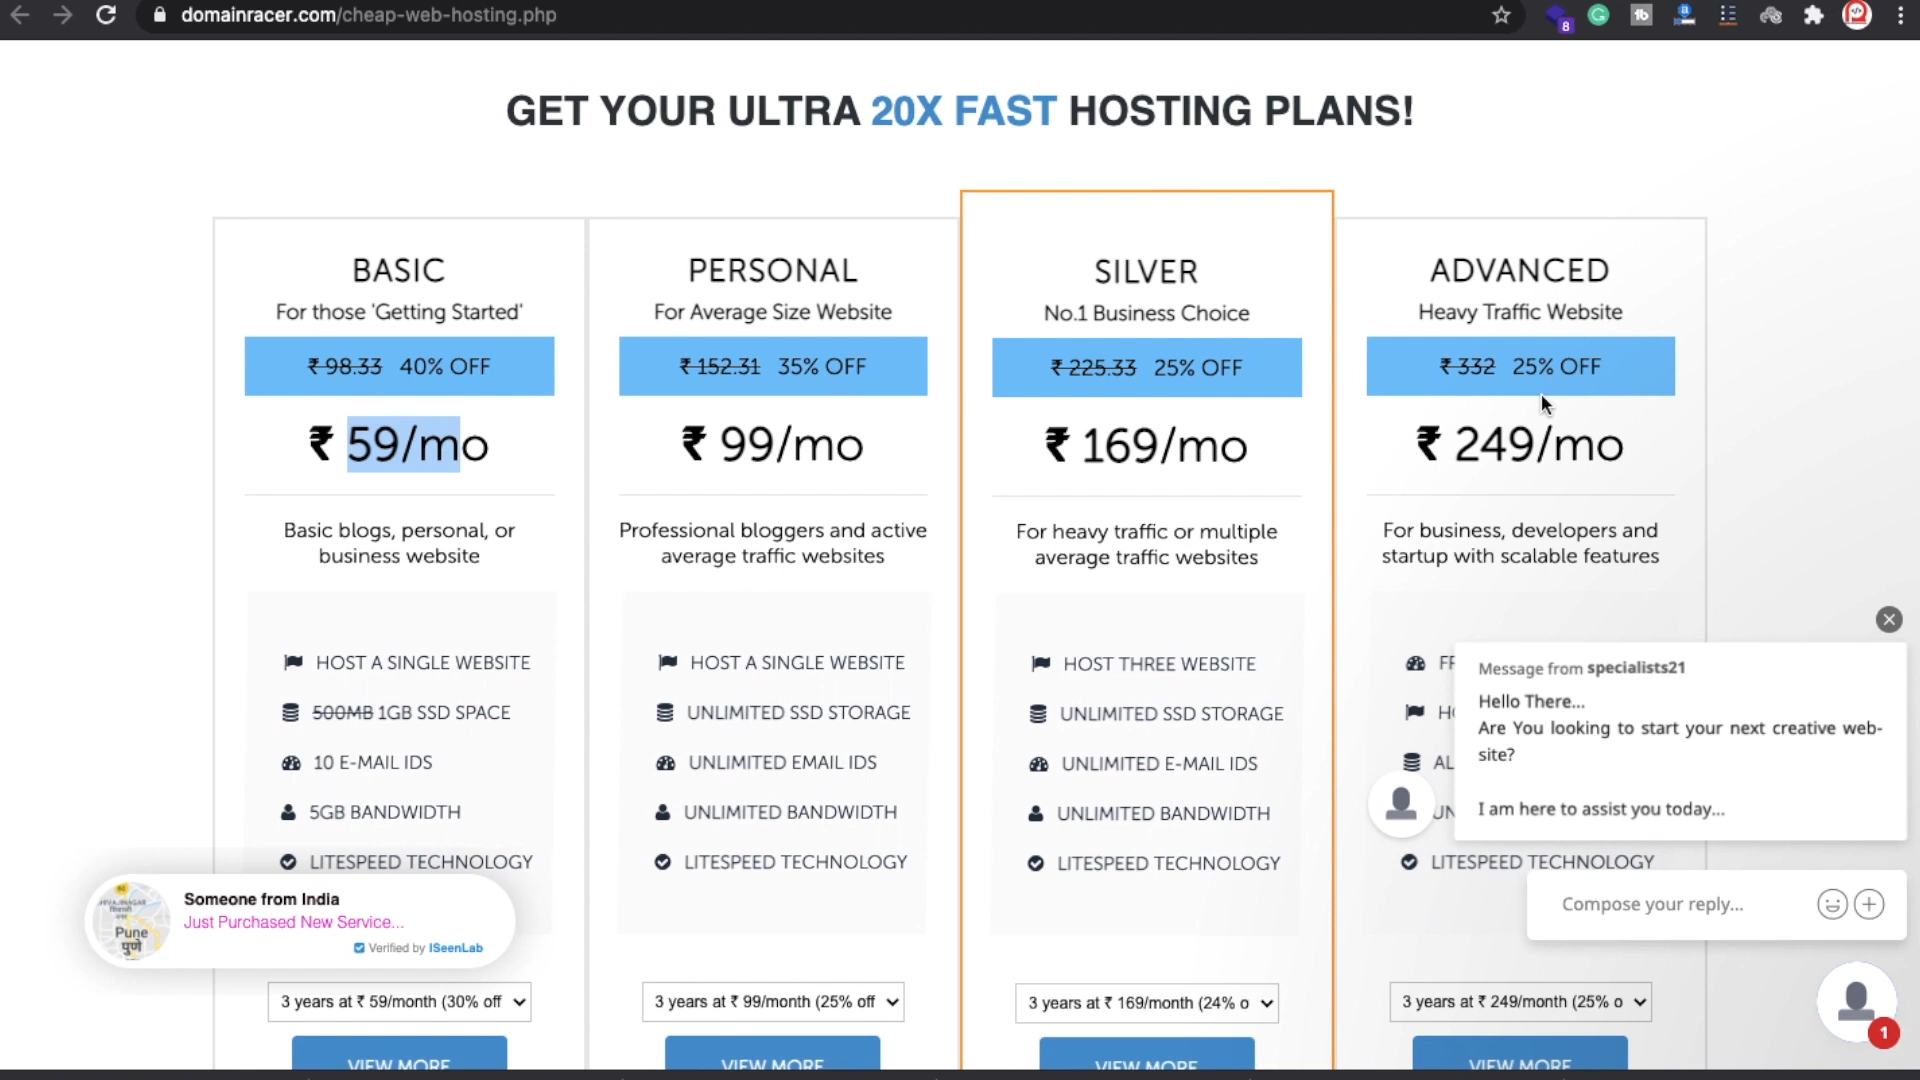 domainracer.com/cheap-web-hosting.php
8
GET YOUR ULTRA 20X FAST HOSTING PLANS!
BASIC
For those 'Getting Started'
₹ 98.33 40% OFF
₹ 59/mo
Basic blogs, personal, or
business website
HOST A SINGLE WEBSITE
500MB 1GB SSD SPACE
10 E-MAIL IDS
5GB BANDWIDTH
LITESPEED TECHNOLOGY
3 years at ₹ 59/month (30% off
VIEW MORE
PERSONAL
For Average Size Website
₹ 152.31 35% OFF
₹ 99/mo
Professional bloggers and active
average traffic websites
HOST A SINGLE WEBSITE
UNLIMITED SSD STORAGE
UNLIMITED EMAIL IDS
UNLIMITED BANDWIDTH
LITESPEED TECHNOLOGY
3 years at ₹ 99/month (25% off
VIEW MORE
SILVER
No.1 Business Choice
₹ 225.33 25% OFF
₹ 169/mo
For heavy traffic or multiple
average traffic websites
HOST THREE WEBSITE
UNLIMITED SSD STORAGE
UNLIMITED E-MAIL IDS
UNLIMITED BANDWIDTH
LITESPEED TECHNOLOGY
3 years at ₹ 169/month (24% o
VIEW MORE
ADVANCED
Heavy Traffic Website
₹ 332 25% OFF
₹ 249/mo
For business, developers and
startup with scalable features
LITESPEED TECHNOLOGY
3 years at ₹ 249/month (25% o
VIEW MORE
Message from specialists21
Hello There...
Are You looking to start your next creative web-
site?
I am here to assist you today...
Compose your reply...
1
Someone from India
Just Purchased New Service...
Verified by ISeenLab
Pune
पुणे